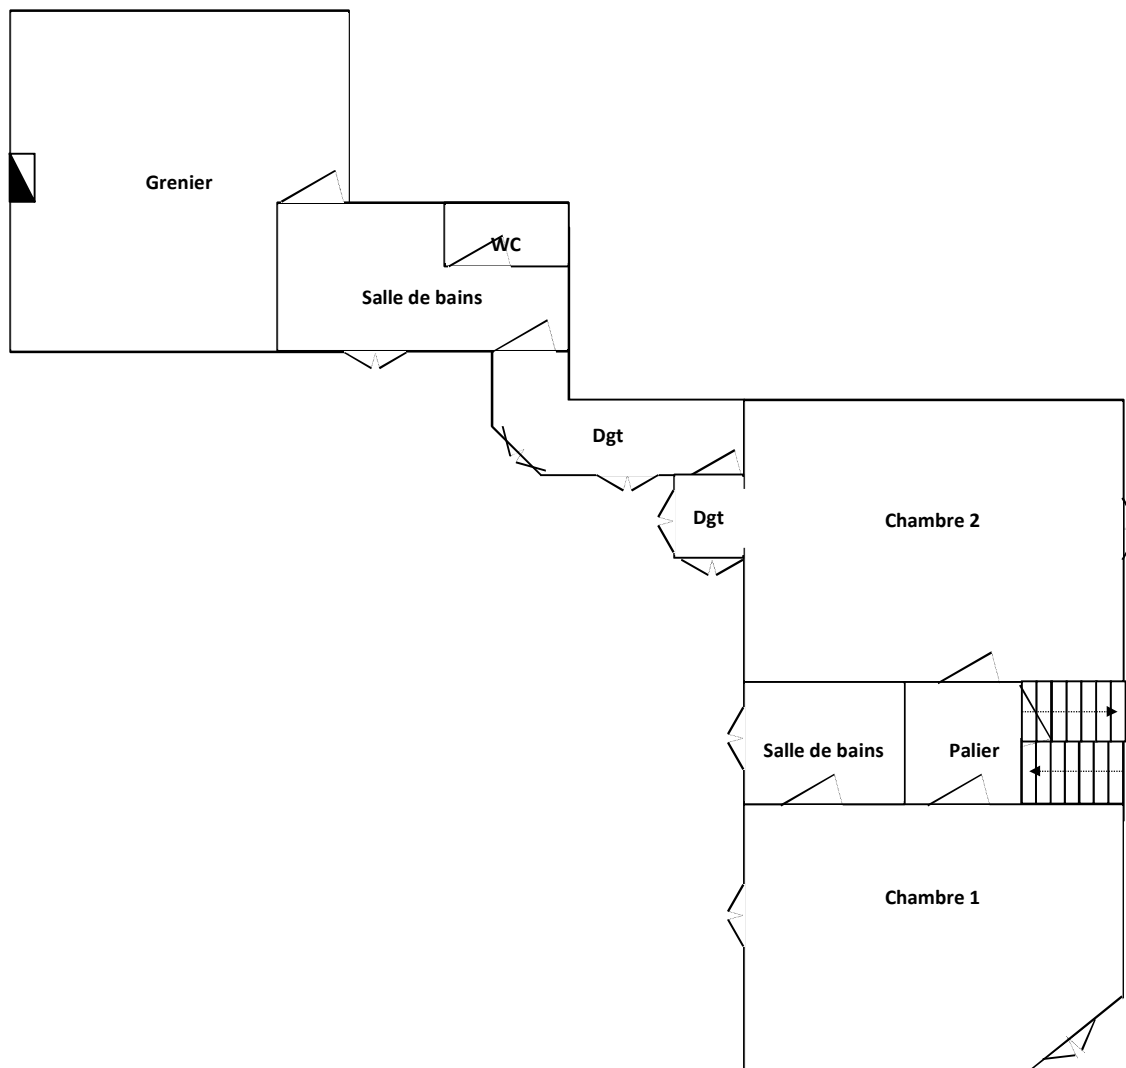 Grenier
WC
Salle de bains
Dgt
Dgt
Chambre 2
Salle de bains
Palier
Chambre 1